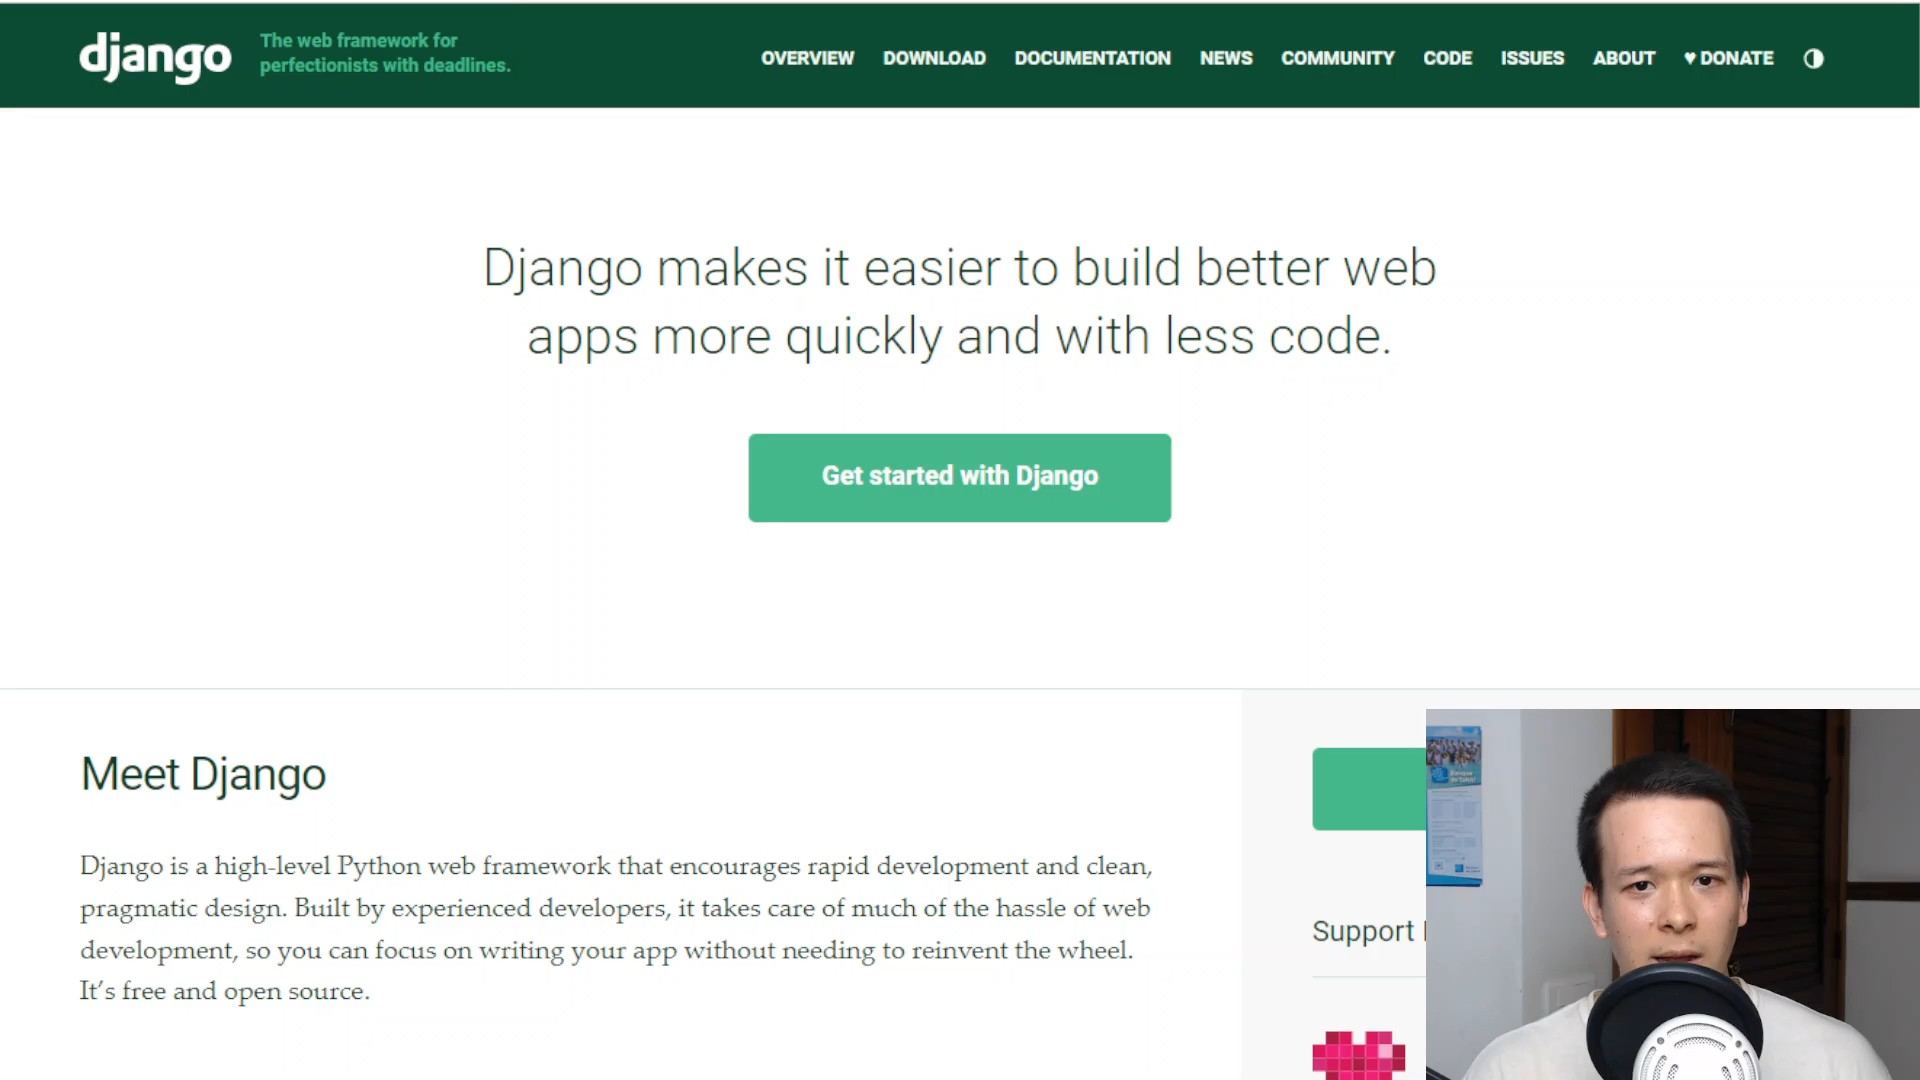 django
The web framework for
perfectionists with deadlines.
OVERVIEW DOWNLOAD DOCUMENTATION NEWS COMMUNITY CODE ISSUES ABOUT ♥ DONATE
Django makes it easier to build better web
apps more quickly and with less code.
Get started with Django
Meet Django
Django is a high-level Python web framework that encourages rapid development and clean,
pragmatic design. Built by experienced developers, it takes care of much of the hassle of web
development, so you can focus on writing your app without needing to reinvent the wheel.
It’s free and open source.
Support